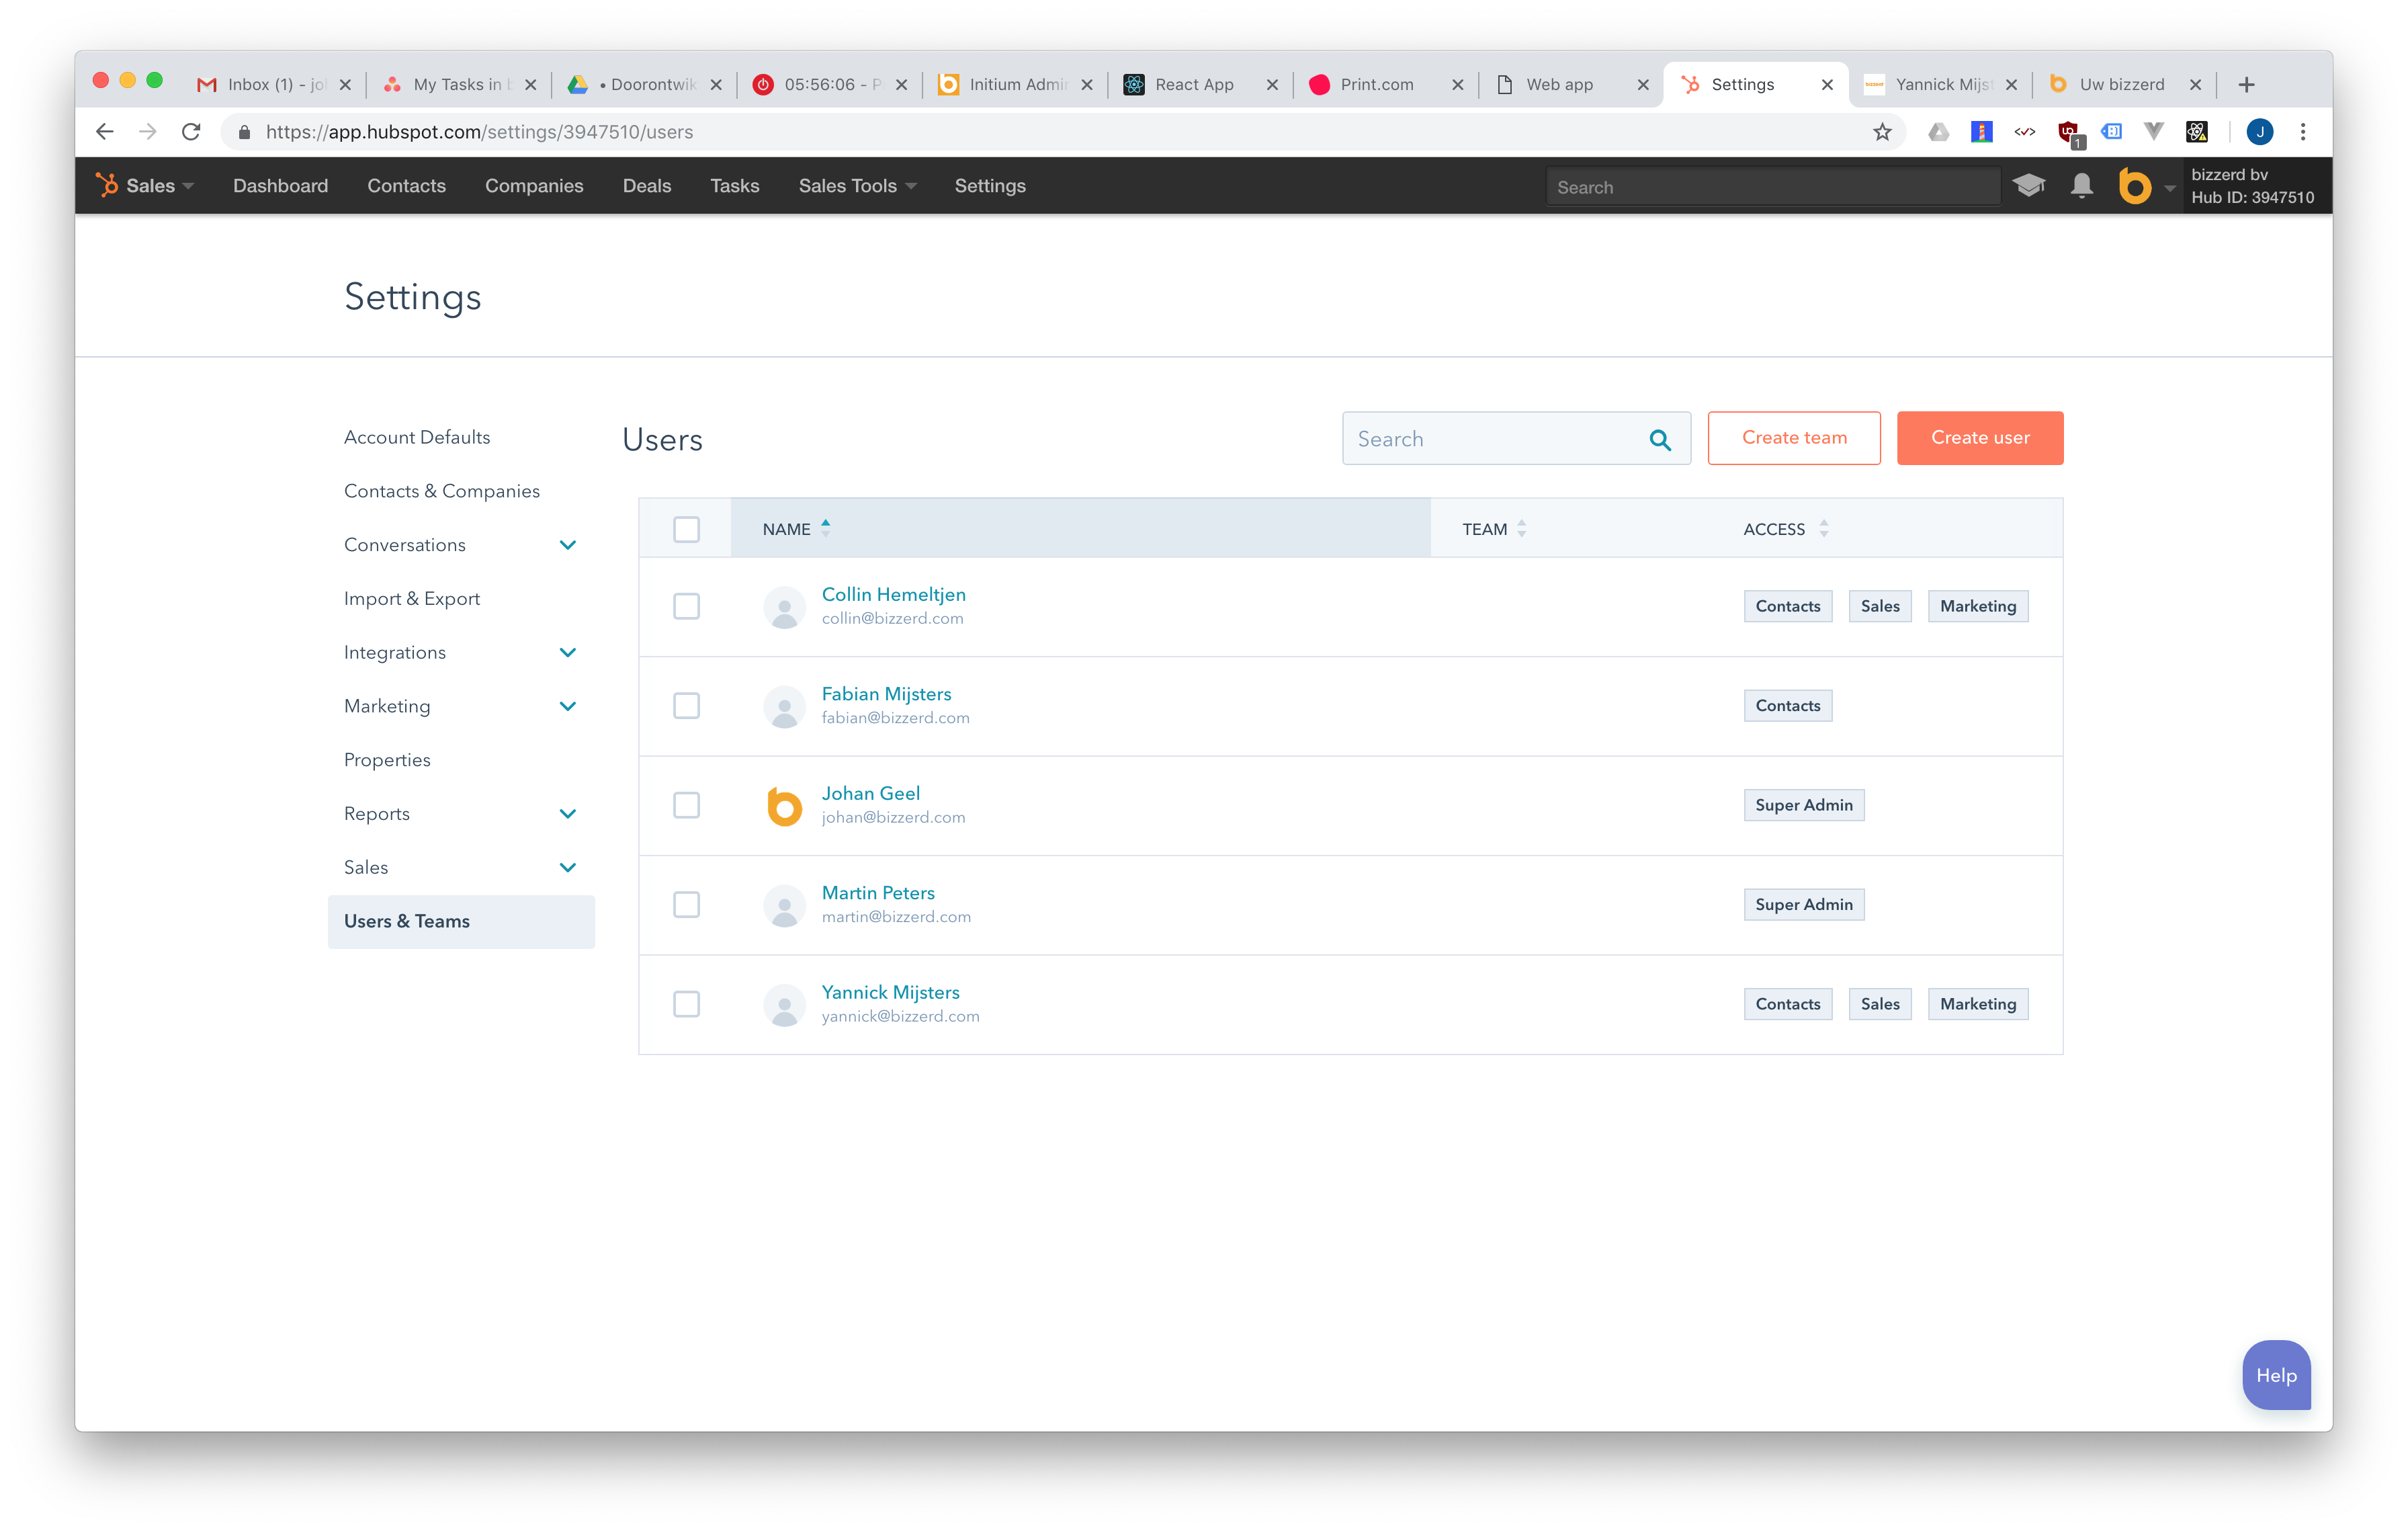 Inbox (1) - jo
My Tasks in b
• Doorontwik
05:56:06 - P
Initium Admin
React App
Print.com
Web app
Settings
Yannick Mijst
Uw bizzerd
https://app.hubspot.com/settings/3947510/users
1
J
Sales
Dashboard
Contacts
Companies
Deals
Tasks
Sales Tools
Settings
Search
bizzerd bv
Hub ID: 3947510
Settings
Account Defaults
Contacts & Companies
Conversations
Import & Export
Integrations
Marketing
Properties
Reports
Sales
Users & Teams
Users
Search
Create team
Create user
NAME
TEAM
ACCESS
Collin Hemeltjen
collin@bizzerd.com
Contacts
Sales
Marketing
Fabian Mijsters
fabian@bizzerd.com
Contacts
Johan Geel
johan@bizzerd.com
Super Admin
Martin Peters
martin@bizzerd.com
Super Admin
Yannick Mijsters
yannick@bizzerd.com
Contacts
Sales
Marketing
Help